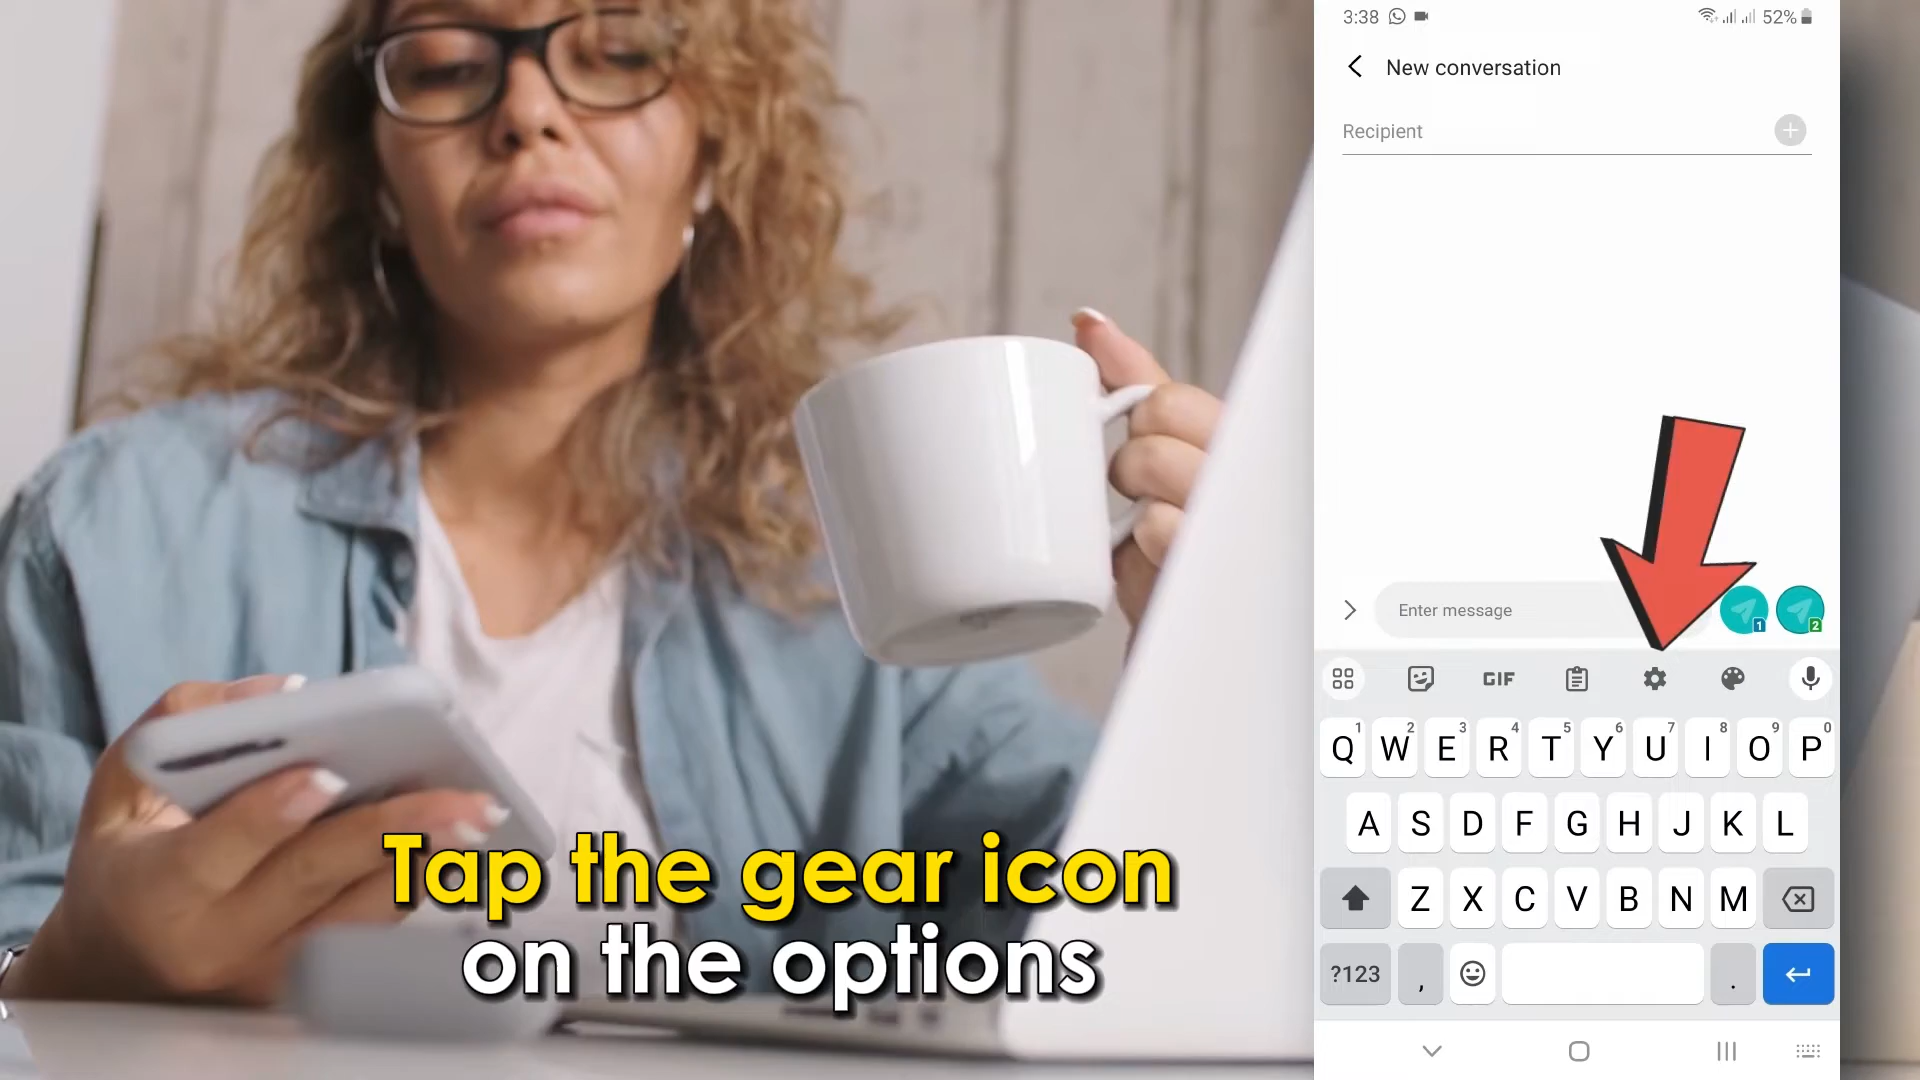 3:38
52%
New conversation
Recipient
Enter message
1
2
GIF
1 2 3 4 5 6 7 8 9 0
Q W E R T Y U I O P
A S D F G H J K L
Z X C V B N M
?123 , .
Tap the gear icon
on the options